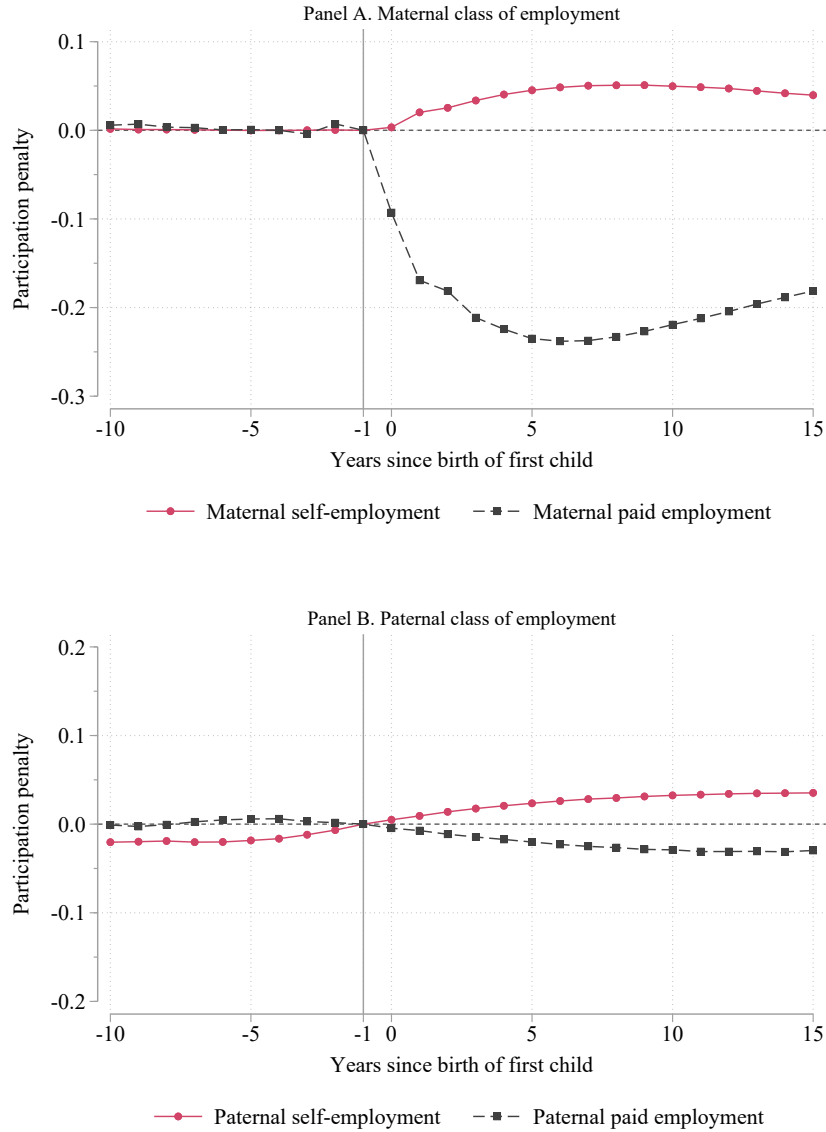 Panel A. Maternal class of employment
Participation penalty
0.1
0.0
-0.1
-0.2
-0.3
-10 -5 -1 0 5 10 15
Years since birth of first child
Maternal self-employment Maternal paid employment
Panel B. Paternal class of employment
Participation penalty
0.2
0.1
0.0
-0.1
-0.2
-10 -5 -1 0 5 10 15
Years since birth of first child
Paternal self-employment Paternal paid employment